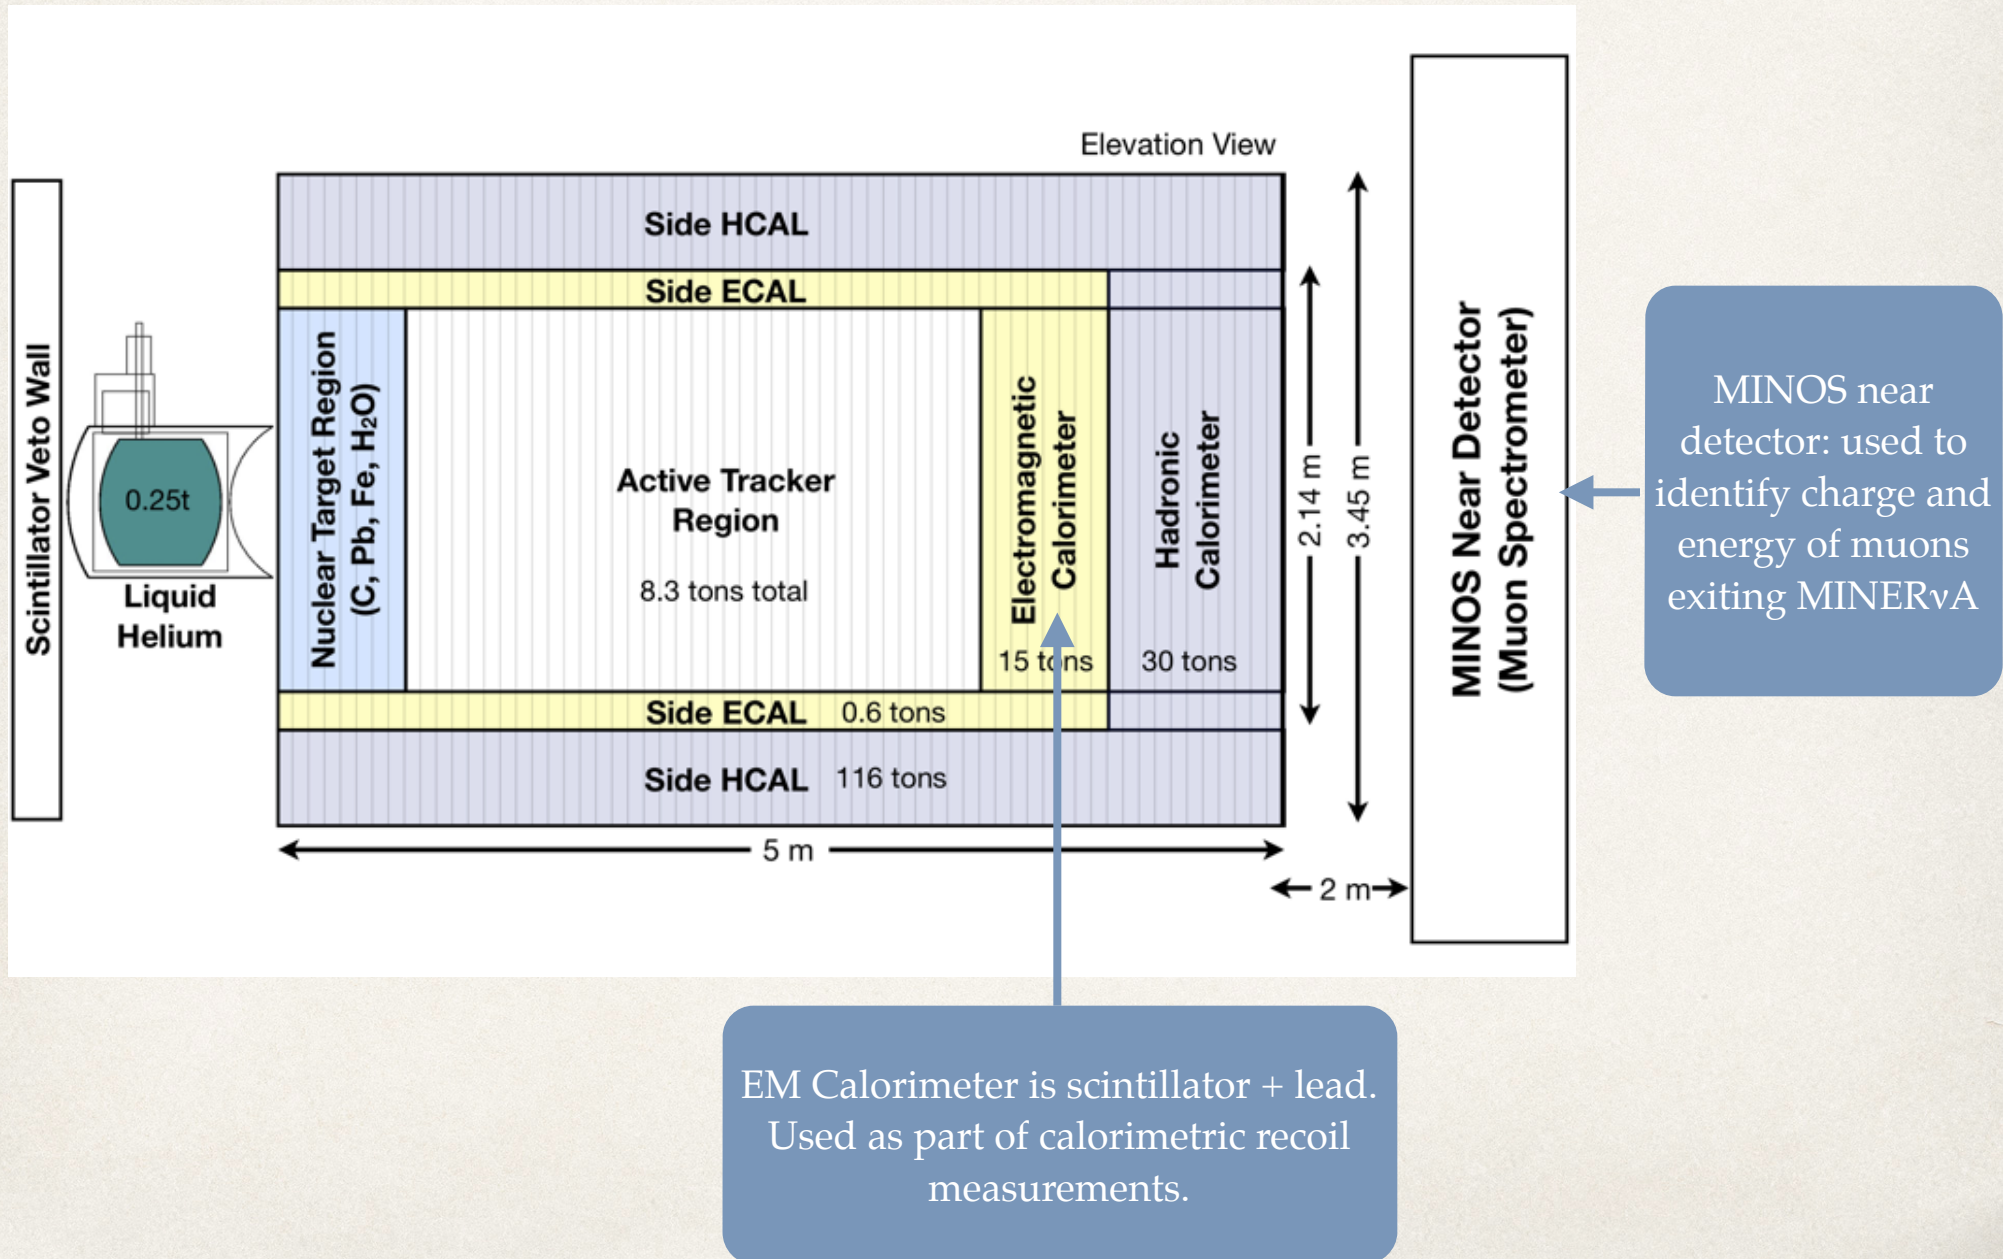 Elevation View
Scintillator Veto Wall
0.25t
Liquid
Helium
Side HCAL
Side ECAL
Nuclear Target Region
(C, Pb, Fe, H₂O)
Active Tracker
Region
8.3 tons total
Electromagnetic
Calorimeter
15 tons
Hadronic
Calorimeter
30 tons
Side ECAL 0.6 tons
Side HCAL 116 tons
2.14 m
3.45 m
5 m
2 m
MINOS Near Detector
(Muon Spectrometer)
MINOS near
detector: used to
identify charge and
energy of muons
exiting MINERνA
EM Calorimeter is scintillator + lead.
Used as part of calorimetric recoil
measurements.